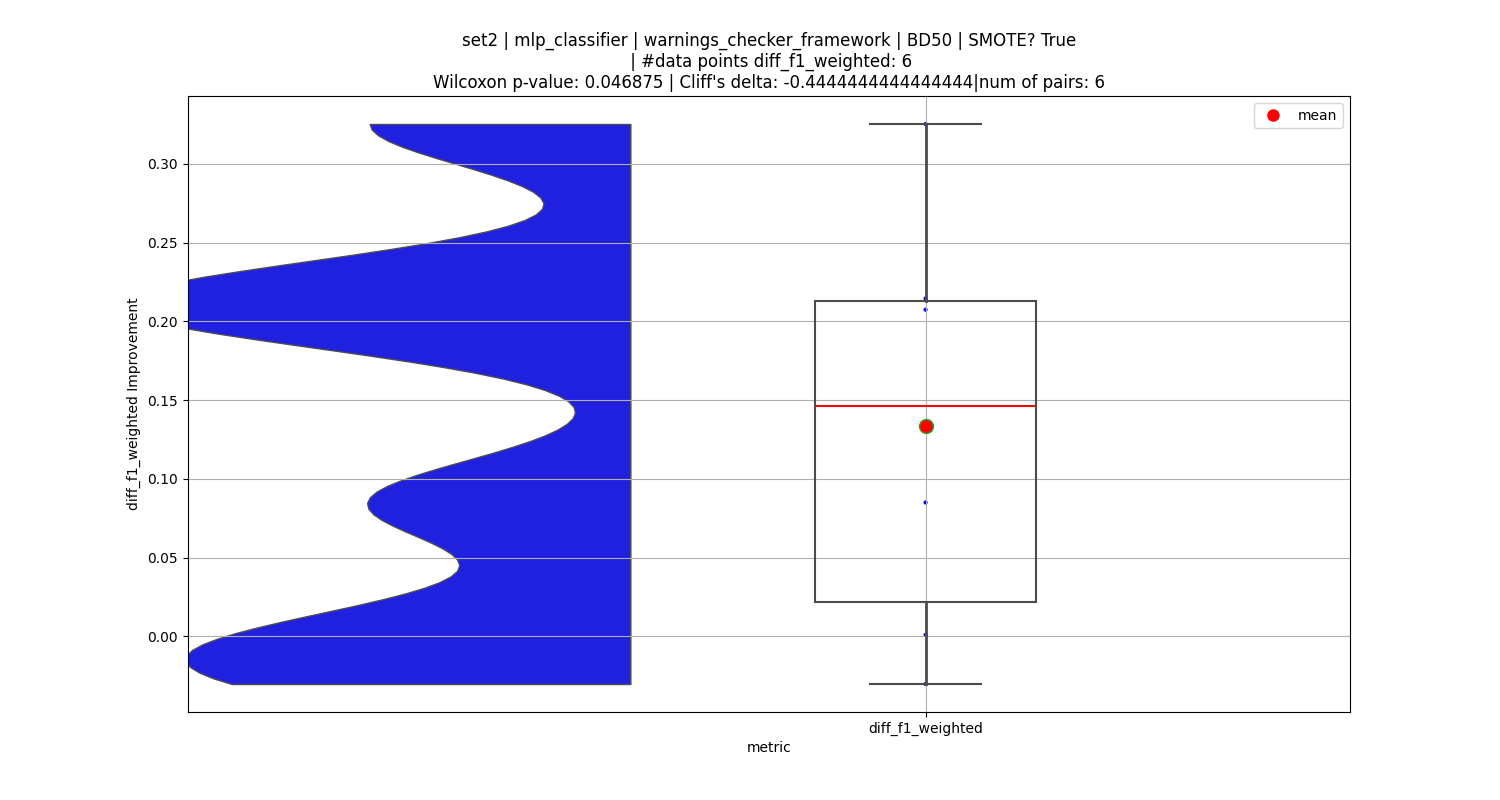 set2 | mlp_classifier | warnings_checker_framework | BD50 | SMOTE? True
| #data points diff_f1_weighted: 6
Wilcoxon p-value: 0.046875 | Cliff's delta: -0.4444444444444444|num of pairs: 6
mean
0.30
0.25
0.20
0.15
0.10
0.05
0.00
diff_f1_weighted Improvement
diff_f1_weighted
metric